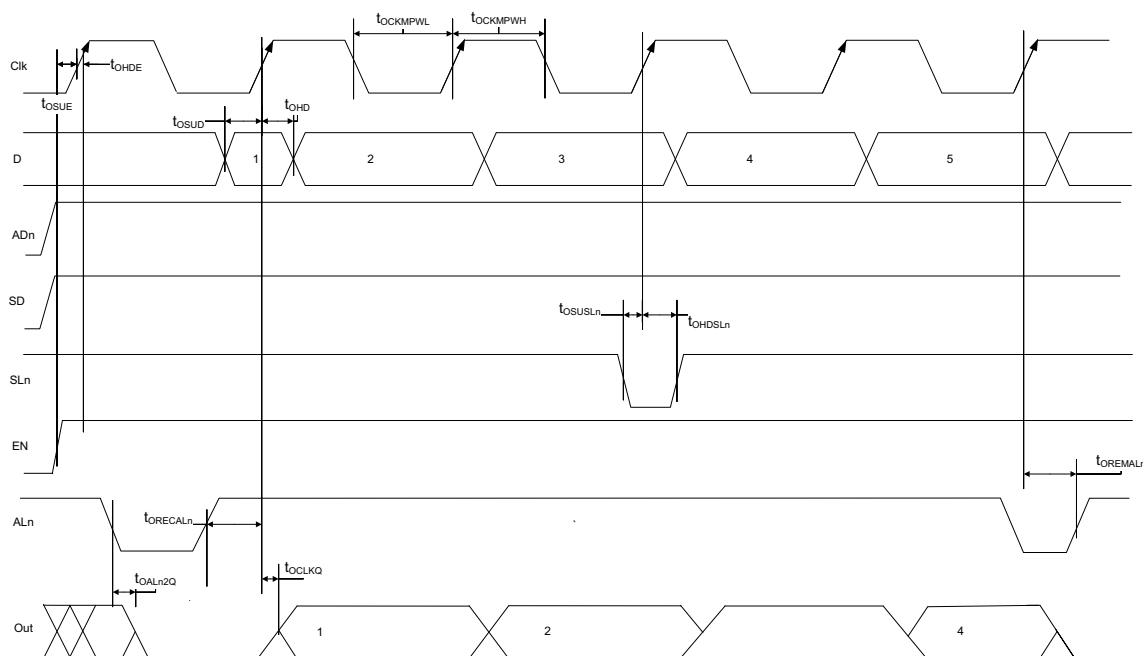 tOCKMPWL
tOCKMPWH
Clk
tOHDE
tOSUE
tOSUD
tOHD
D
1
2
3
4
5
ADn
SD
tOSUSLn
tOHDSLn
SLn
EN
tOREMALn
ALn
tORECALn
tOCLKQ
tOALn2Q
Out
1
2
4